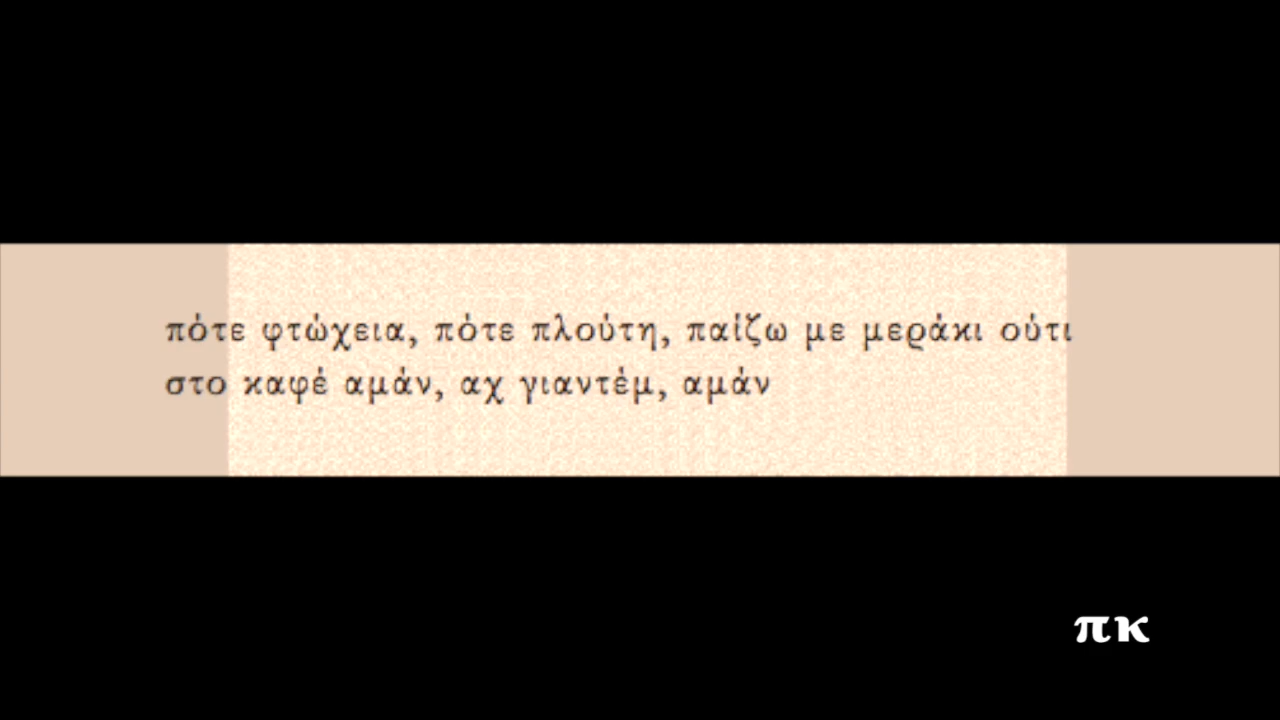 πότε φτώχεια, πότε πλούτη, παίζω με μεράκι ούτι
στο καφέ αμάν, αχ γιαντέμ, αμάν
πκ